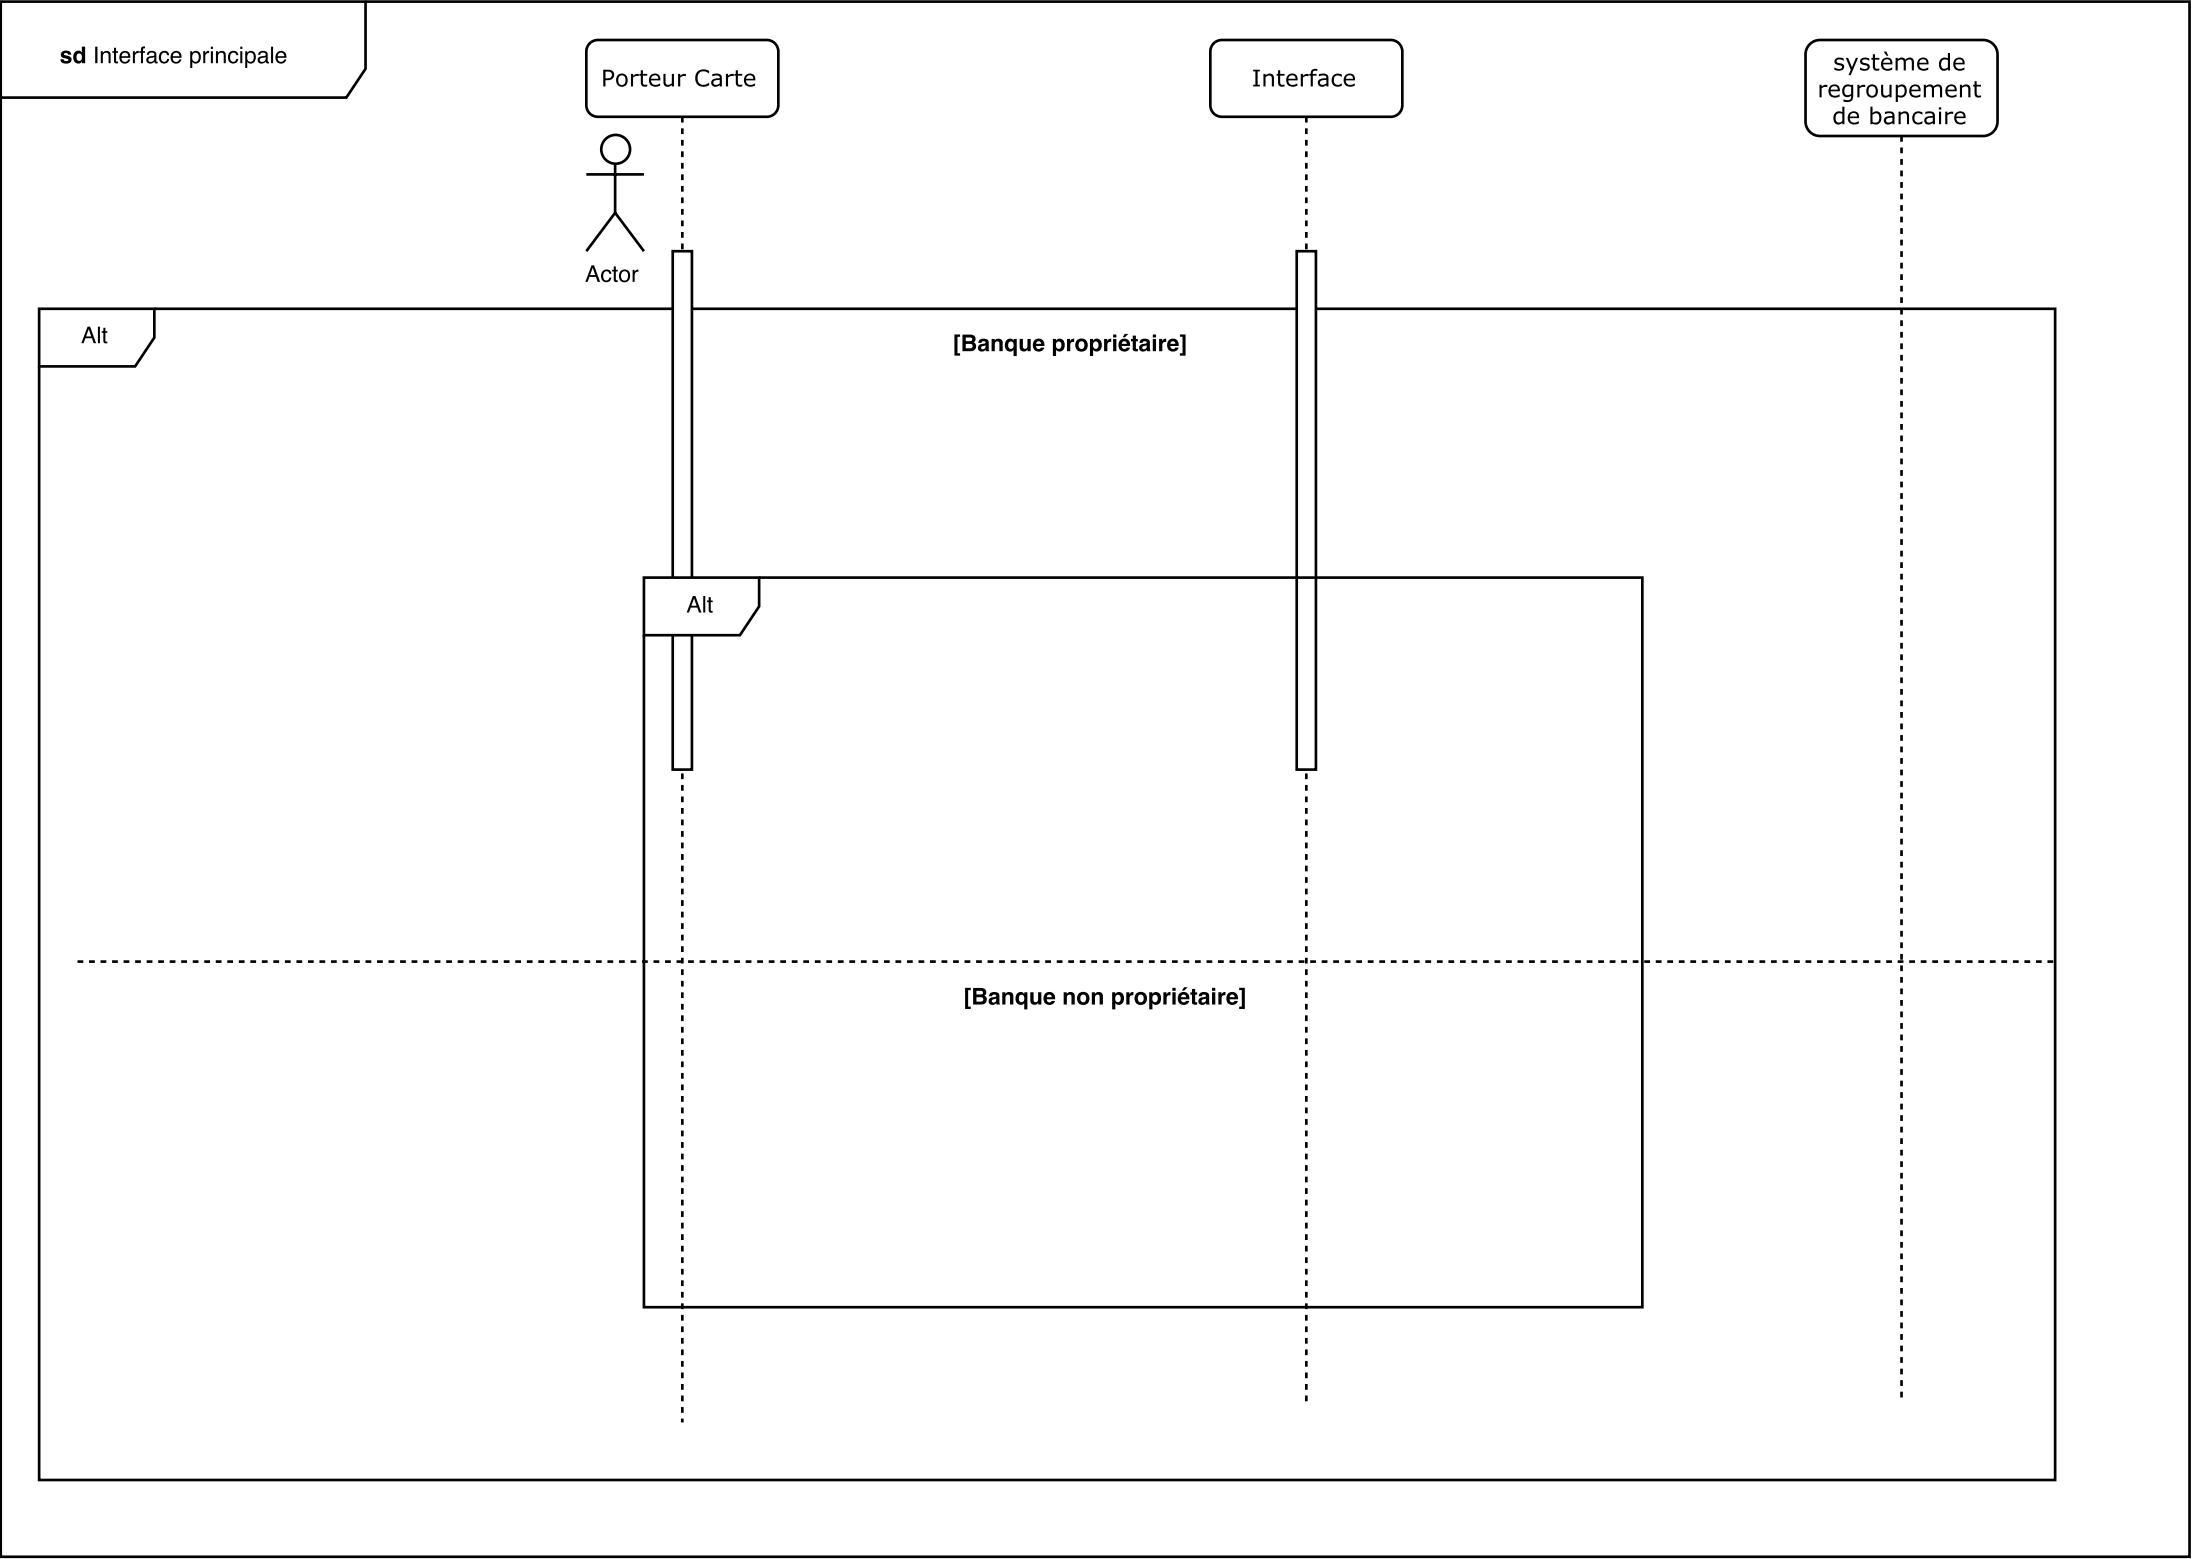 sd Interface principale
Porteur Carte
Interface
système de
regroupement
de bancaire
Actor
Alt
[Banque propriétaire]
Alt
[Banque non propriétaire]